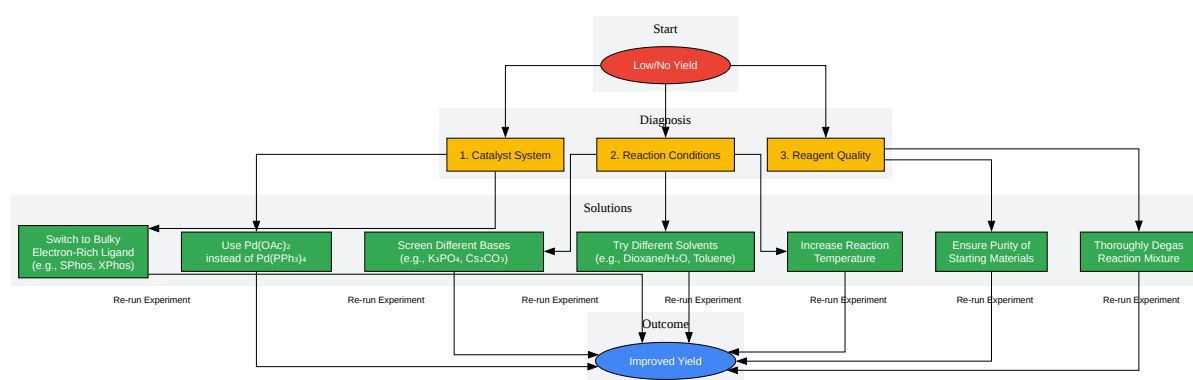 Start
Low/No Yield
Diagnosis
1. Catalyst System
2. Reaction Conditions
3. Reagent Quality
Solutions
Switch to Bulky
Electron-Rich Ligand
(e.g., SPhos, XPhos)
Use Pd(OAc)₂
instead of Pd(PPh₃)₄
Screen Different Bases
(e.g., K₃PO₄, Cs₂CO₃)
Try Different Solvents
(e.g., Dioxane/H₂O, Toluene)
Increase Reaction
Temperature
Ensure Purity of
Starting Materials
Thoroughly Degas
Reaction Mixture
Re-run Experiment
Re-run Experiment
Re-run Experiment
Re-run Experiment
Re-run Experiment
Re-run Experiment
Re-run Experiment
Outcome
Improved Yield